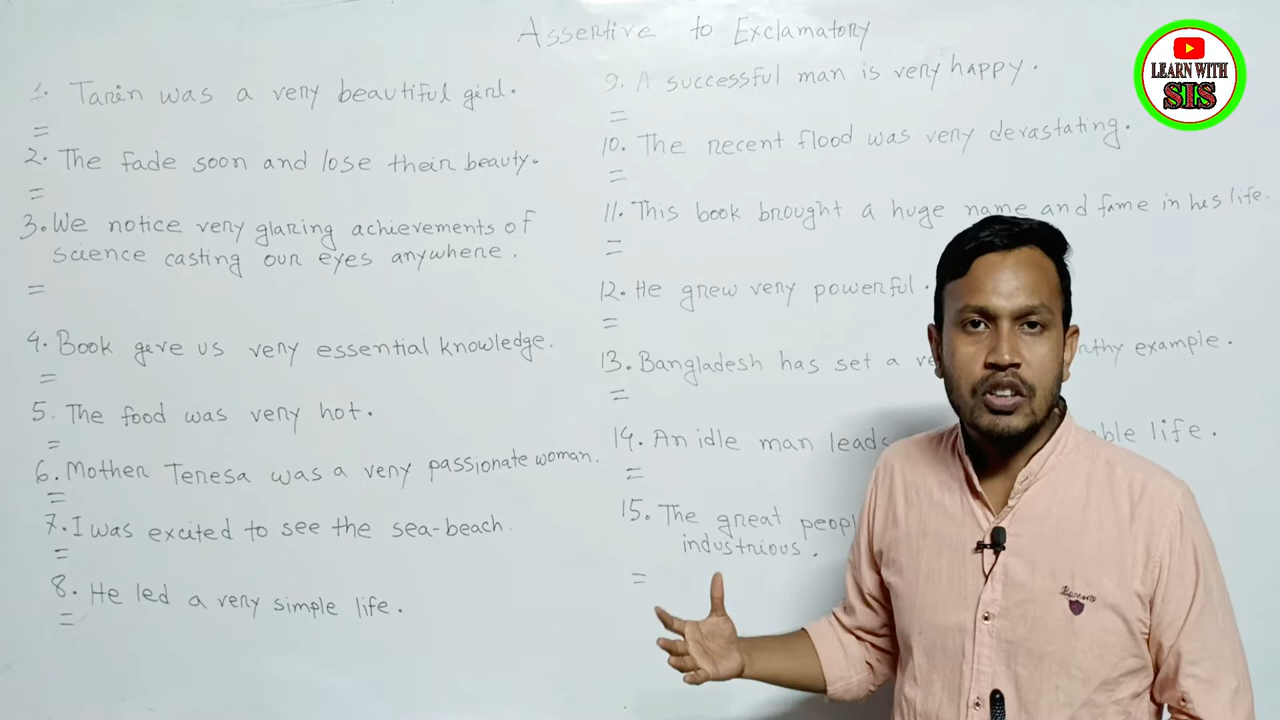 Assertive to Exclamatory
1. Tarin was a very beautiful girl.
=
2. The fade soon and lose their beauty.
=
3. We notice very glaring achievements of
science casting our eyes anywhere.
=
4. Book geve us very essential knowledge.
=
5. The food was very hot.
=
6. Mother Teresa was a very passionate woman.
=
7. I was excited to see the sea-beach.
=
8. He led a very simple life.
=
9. A successful man is very happy.
=
10. The recent flood was very devastating.
=
11. This book brought a huge name and fame in his life.
=
12. He grew very powerful.
=
13. Bangladesh has set a example.
=
14. An idle man leads life.
=
15. The great
industrious.
=
LEARN WITH
SIS